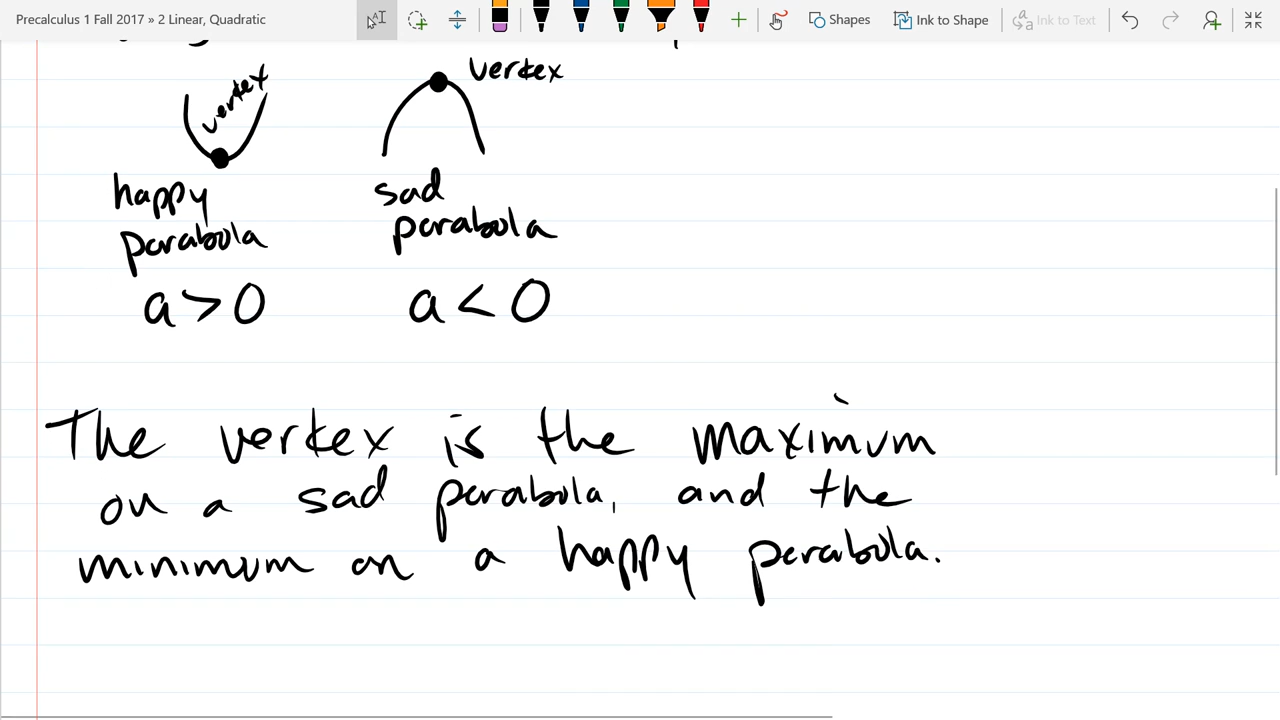 Precalculus 1 Fall 2017 » 2 Linear, Quadratic
Shapes
Ink to Shape
Ink to Text
vertex
vertex
happy
parabola
a > 0
sad
parabola
a < 0
The vertex is the maximum
on a sad parabola, and the
minimum on a happy parabola.